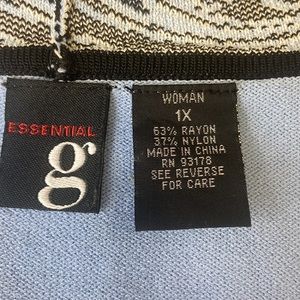 ESSENTIAL
g
WOMAN
1X
63% RAYON
37% NYLON
MADE IN CHINA
RN 93178
SEE REVERSE
FOR CARE